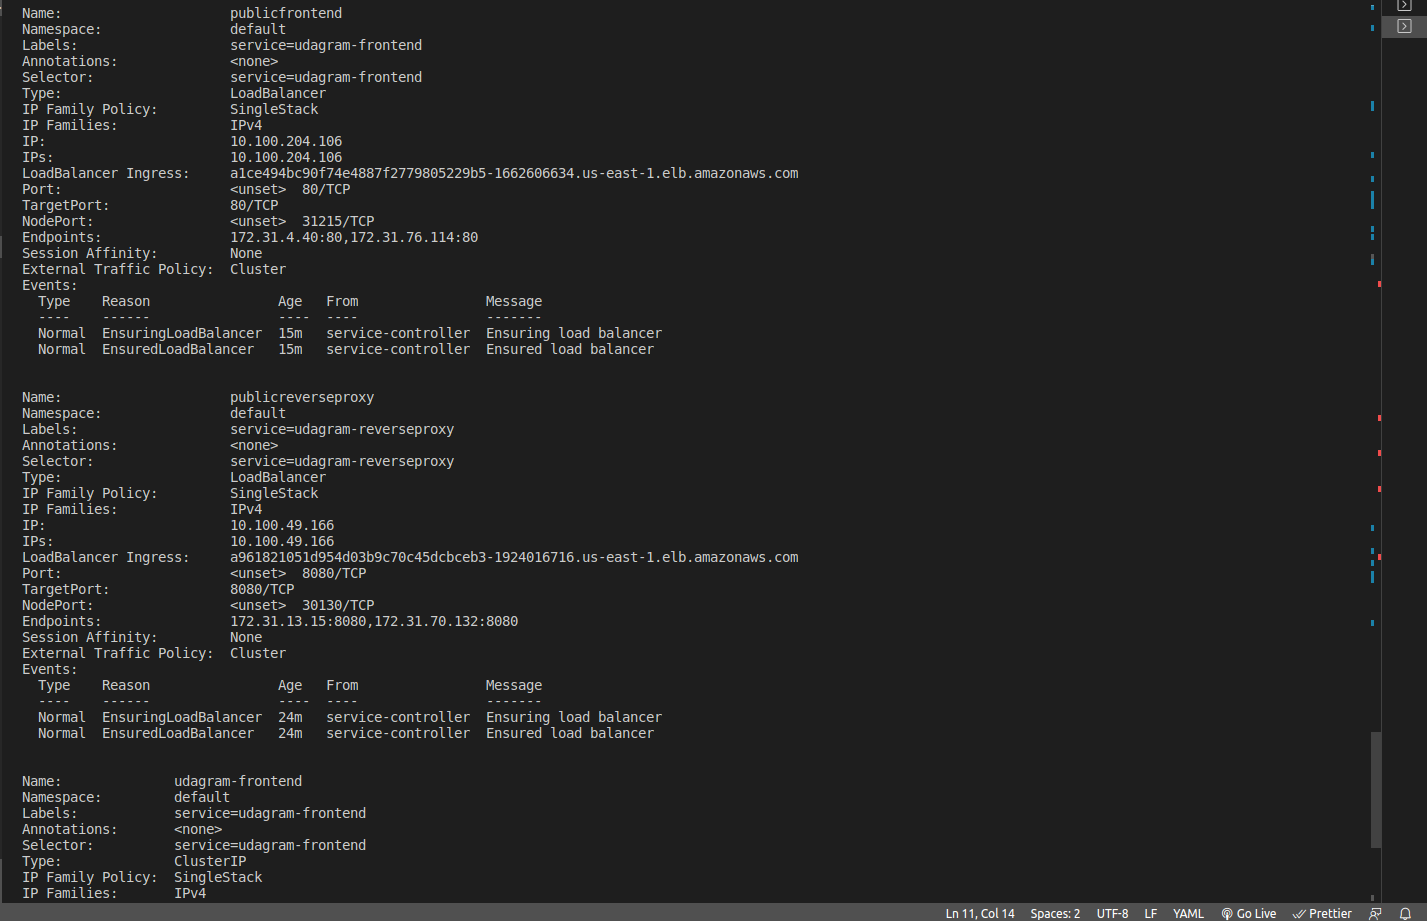 Name:                     publicfrontend
Namespace:                default
Labels:                   service=udagram-frontend
Annotations:              <none>
Selector:                 service=udagram-frontend
Type:                     LoadBalancer
IP Family Policy:         SingleStack
IP Families:              IPv4
IP:                       10.100.204.106
IPs:                      10.100.204.106
LoadBalancer Ingress:     a1ce494bc90f74e4887f2779805229b5-1662606634.us-east-1.elb.amazonaws.com
Port:                     <unset>  80/TCP
TargetPort:               80/TCP
NodePort:                 <unset>  31215/TCP
Endpoints:                172.31.4.40:80,172.31.76.114:80
Session Affinity:         None
External Traffic Policy:  Cluster
Events:
  Type    Reason                Age   From                Message
  ----    ------                ----  ----                -------
  Normal  EnsuringLoadBalancer  15m   service-controller  Ensuring load balancer
  Normal  EnsuredLoadBalancer   15m   service-controller  Ensured load balancer
Name:                     publicreverseproxy
Namespace:                default
Labels:                   service=udagram-reverseproxy
Annotations:              <none>
Selector:                 service=udagram-reverseproxy
Type:                     LoadBalancer
IP Family Policy:         SingleStack
IP Families:              IPv4
IP:                       10.100.49.166
IPs:                      10.100.49.166
LoadBalancer Ingress:     a961821051d954d03b9c70c45dcbceb3-1924016716.us-east-1.elb.amazonaws.com
Port:                     <unset>  8080/TCP
TargetPort:               8080/TCP
NodePort:                 <unset>  30130/TCP
Endpoints:                172.31.13.15:8080,172.31.70.132:8080
Session Affinity:         None
External Traffic Policy:  Cluster
Events:
  Type    Reason                Age   From                Message
  ----    ------                ----  ----                -------
  Normal  EnsuringLoadBalancer  24m   service-controller  Ensuring load balancer
  Normal  EnsuredLoadBalancer   24m   service-controller  Ensured load balancer
Name:              udagram-frontend
Namespace:         default
Labels:            service=udagram-frontend
Annotations:       <none>
Selector:          service=udagram-frontend
Type:              ClusterIP
IP Family Policy:  SingleStack
IP Families:       IPv4
Ln 11, Col 14  Spaces: 2  UTF-8  LF  YAML  Go Live  Prettier